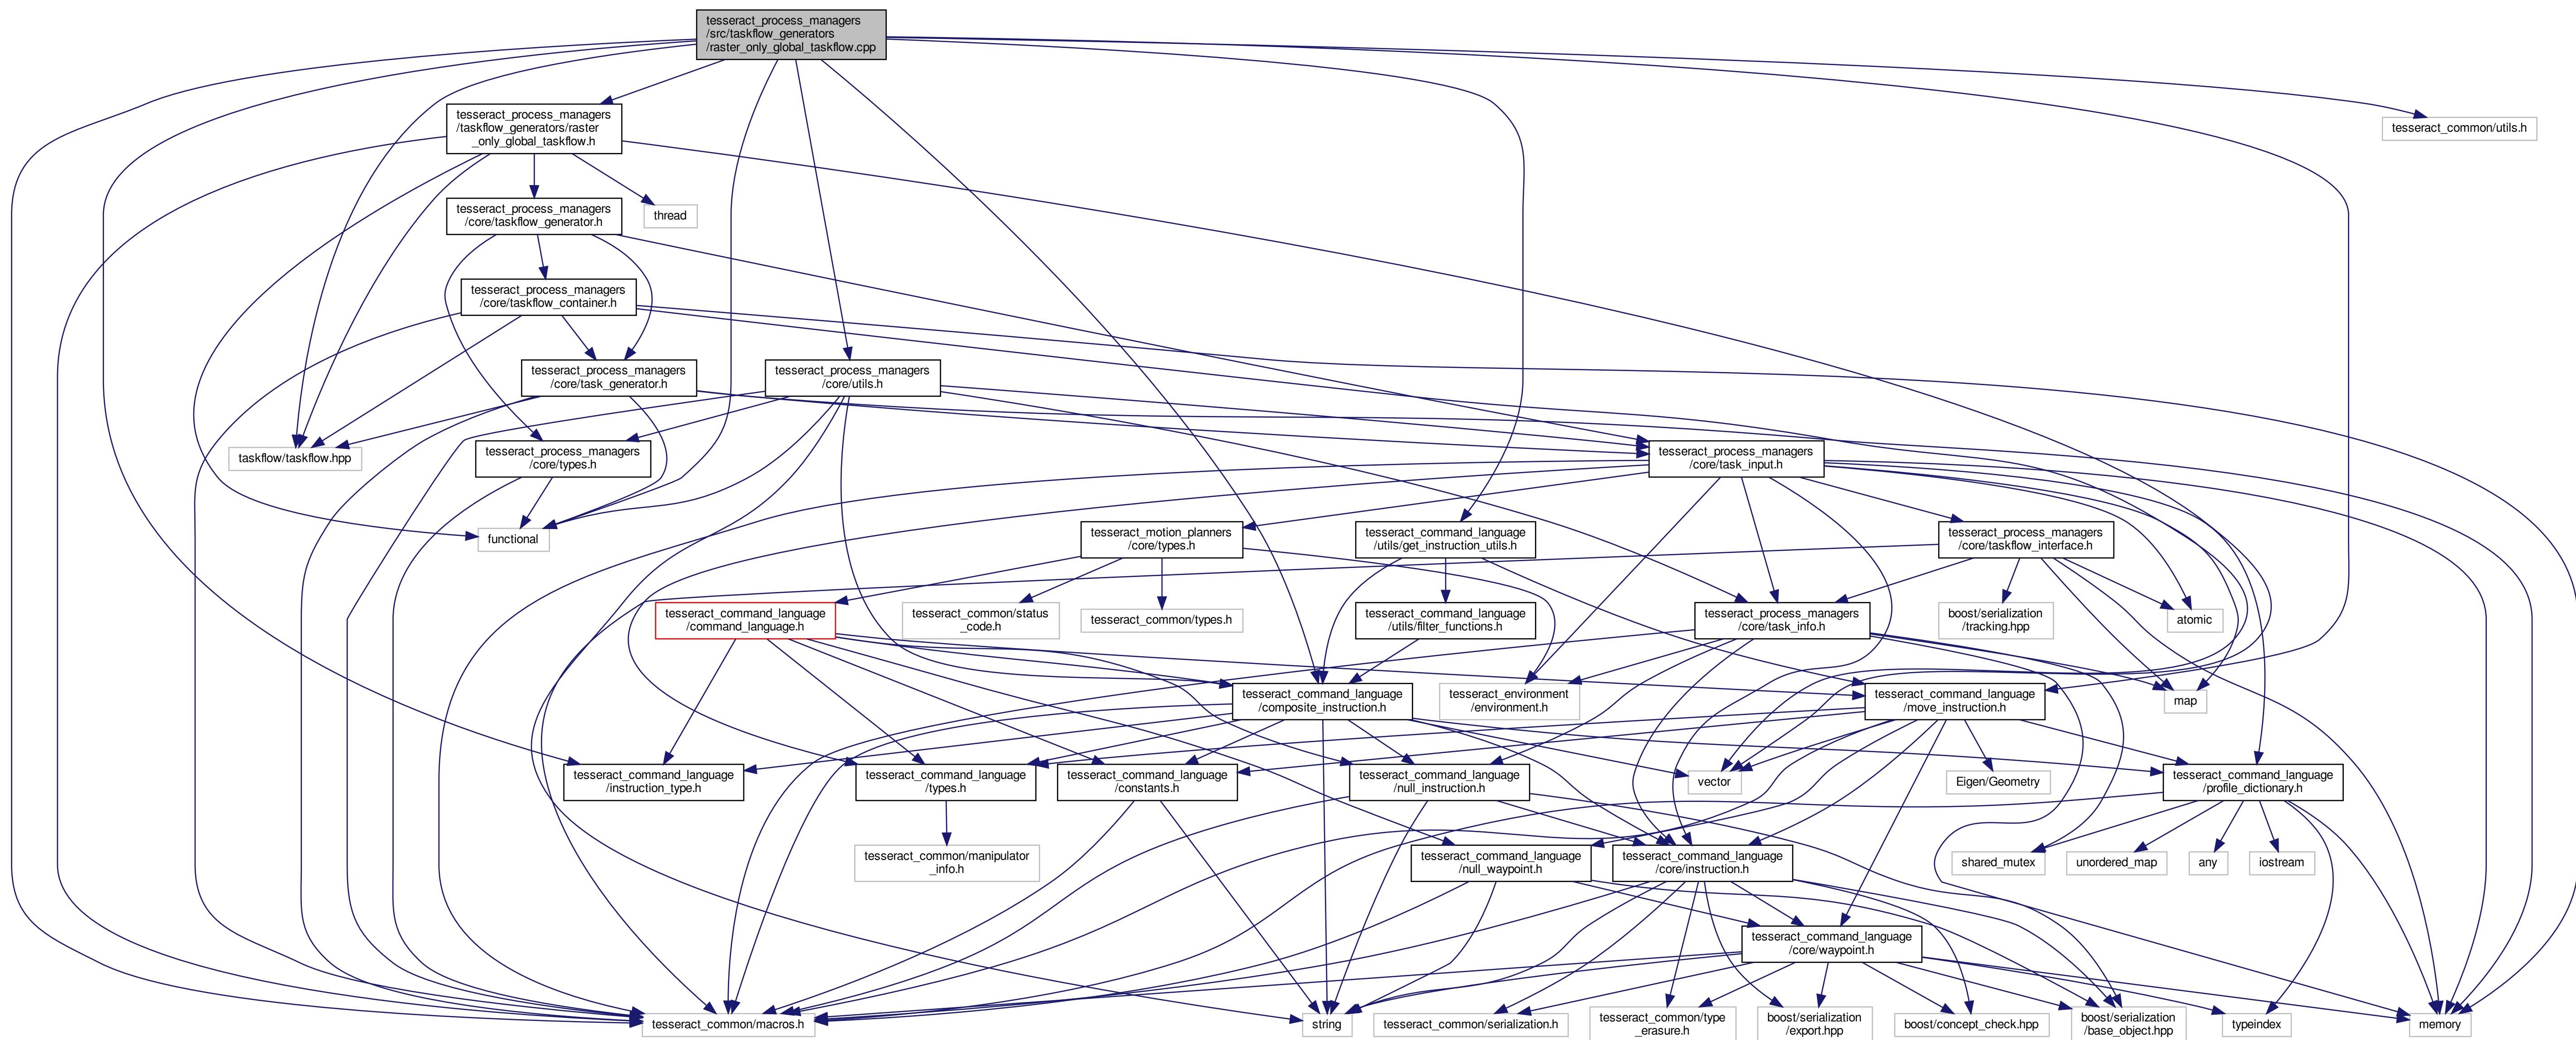 tesseract_process_managers
/src/taskflow_generators
/raster_only_global_taskflow.cpp
tesseract_process_managers
/taskflow_generators/raster
_only_global_taskflow.h
tesseract_common/utils.h
tesseract_process_managers
/core/taskflow_generator.h
thread
tesseract_process_managers
/core/taskflow_container.h
tesseract_process_managers
/core/task_generator.h
tesseract_process_managers
/core/utils.h
taskflow/taskflow.hpp
tesseract_process_managers
/core/types.h
tesseract_process_managers
/core/task_input.h
functional
tesseract_motion_planners
/core/types.h
tesseract_command_language
/utils/get_instruction_utils.h
tesseract_process_managers
/core/taskflow_interface.h
tesseract_command_language
/command_language.h
tesseract_common/status
_code.h
tesseract_common/types.h
tesseract_command_language
/utils/filter_functions.h
tesseract_process_managers
/core/task_info.h
boost/serialization
/tracking.hpp
atomic
tesseract_command_language
/composite_instruction.h
tesseract_environment
/environment.h
tesseract_command_language
/move_instruction.h
map
tesseract_command_language
/instruction_type.h
tesseract_command_language
/types.h
tesseract_command_language
/constants.h
tesseract_command_language
/null_instruction.h
vector
Eigen/Geometry
tesseract_command_language
/profile_dictionary.h
tesseract_common/manipulator
_info.h
tesseract_command_language
/null_waypoint.h
tesseract_command_language
/core/instruction.h
shared_mutex
unordered_map
any
iostream
tesseract_command_language
/core/waypoint.h
tesseract_common/macros.h
string
tesseract_common/serialization.h
tesseract_common/type
_erasure.h
boost/serialization
/export.hpp
boost/concept_check.hpp
boost/serialization
/base_object.hpp
typeindex
memory